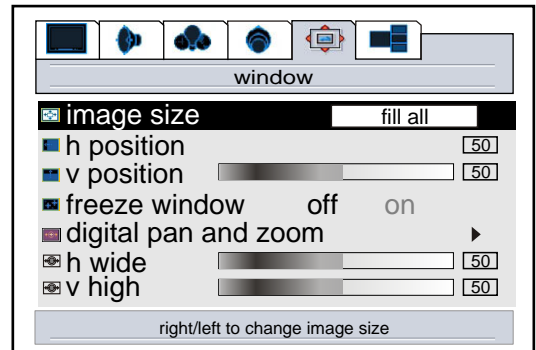 window
image size fill all
h position 50
v position 50
freeze window off on
digital pan and zoom
h wide 50
v high 50
right/left to change image size